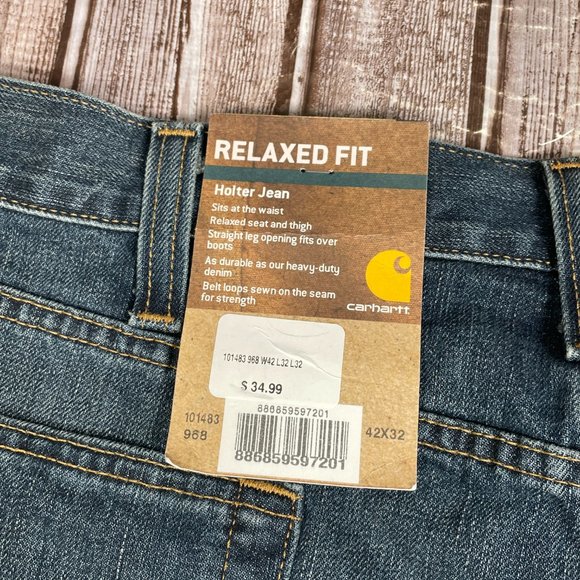 RELAXED FIT
Holter Jean
Sits at the waist
Relaxed seat and thigh
Straight leg opening fits over
boots
As durable as our heavy-duty
denim
Belt loops sewn on the seam
for strength
carhartt
101483 968 W42 L32 L32
$ 34.99
886859597201
101483
968
42X32
886859597201